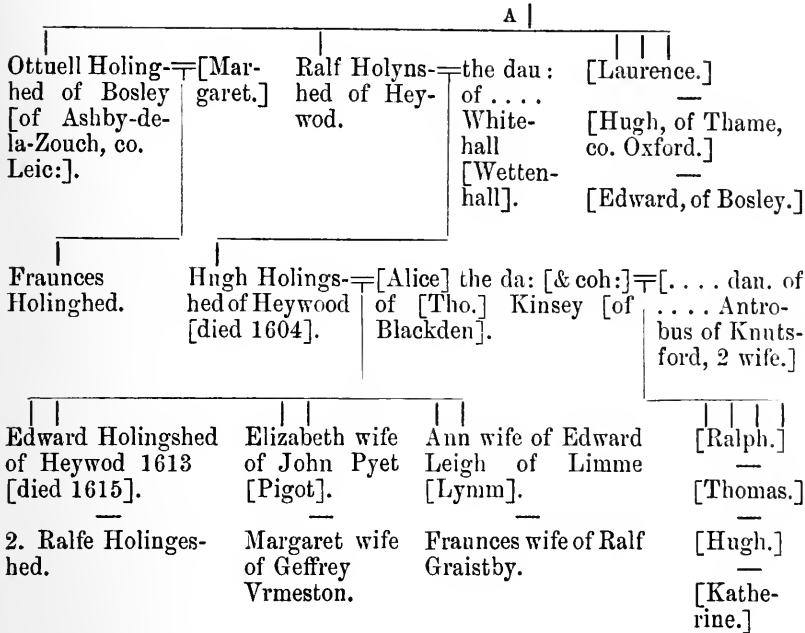 A
Ottuell Holing-
hed of Bosley
[of Ashby-de-
la-Zouch, co.
Leic:].
[Mar-
garet.]
Ralf Holyns-
hed of Hey-
wod.
the dau:
of ....
White-
hall
[Wetten-
hall].
[Laurence.]
—
[Hugh, of Thame,
co. Oxford.]
—
[Edward, of Bosley.]
Fraunces
Holinghed.
Hugh Holings-
hed of Heywood
[died 1604].
[Alice] the da: [& coh:]
of [Tho.] Kinsey [of
Blackden].
[.... dau. of
.... Antro-
bus of Knuts-
ford, 2 wife.]
Edward Holingshed
of Heywod 1613
[died 1615].
—
2. Ralfe Holinges-
hed.
Elizabeth wife
of John Pyet
[Pigot].
—
Margaret wife
of Geffrey
Vrmeston.
Ann wife of Edward
Leigh of Limme
[Lymm].
—
Fraunces wife of Ralf
Graistby.
[Ralph.]
—
[Thomas.]
—
[Hugh.]
—
[Kathe-
rine.]